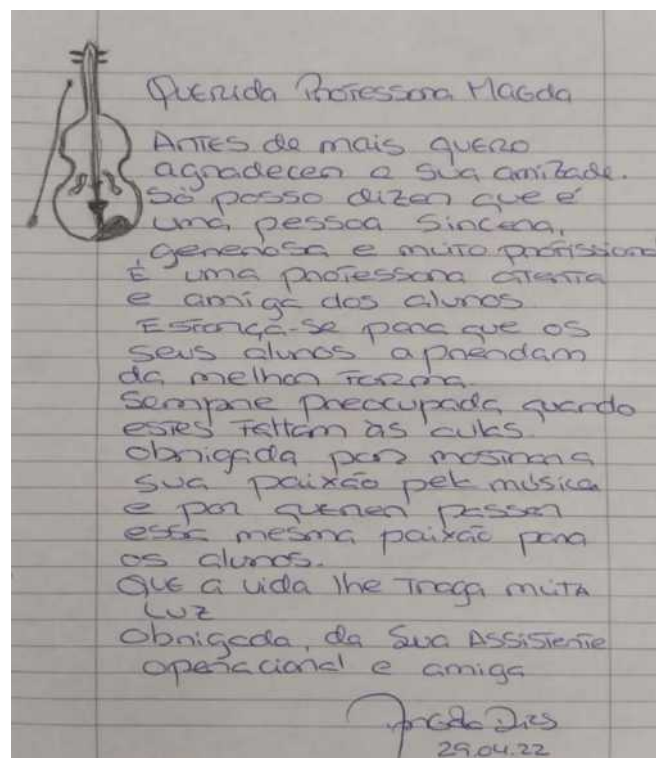 Querida Professora Magda
Antes de mais quero
agradecer a sua amizade.
Só posso dizer que é
uma pessoa sincera,
generosa e muito profissional
É uma professora atenta
e amiga dos alunos
Esforça-se para que os
seus alunos aprendam
da melhor forma.
Sempre preocupada quando
estes faltam às aulas.
Obrigada por mostrar a
sua paixão pela música
e por querer passar
essa mesma paixão para
os alunos.
Que a vida lhe traga muita
luz
Obrigada, da sua Assistente
operacional e amiga
Dias
29.04.22